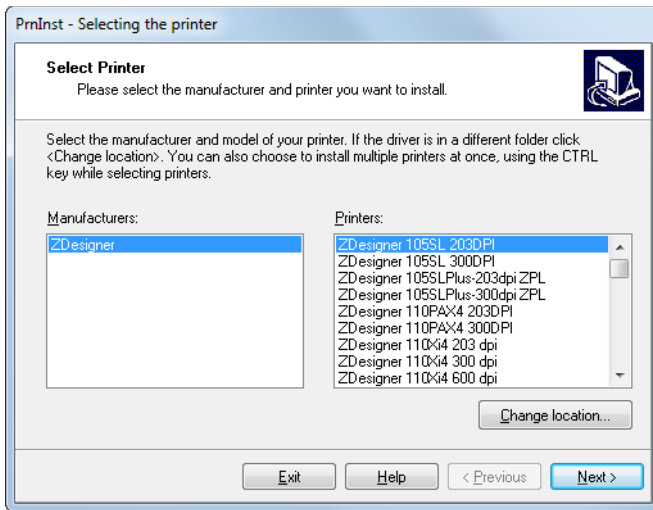 PrnInst - Selecting the printer
Select Printer
Please select the manufacturer and printer you want to install.
Select the manufacturer and model of your printer. If the driver is in a different folder click
<Change location>. You can also choose to install multiple printers at once, using the CTRL
key while selecting printers.
Manufacturers:
ZDesigner
Printers:
ZDesigner 105SL 203DPI
ZDesigner 105SL 300DPI
ZDesigner 105SLPlus-203dpi ZPL
ZDesigner 105SLPlus-300dpi ZPL
ZDesigner 110PAX4 203DPI
ZDesigner 110PAX4 300DPI
ZDesigner 110Xi4 203 dpi
ZDesigner 110Xi4 300 dpi
ZDesigner 110Xi4 600 dpi
Change location...
Exit
Help
< Previous
Next >